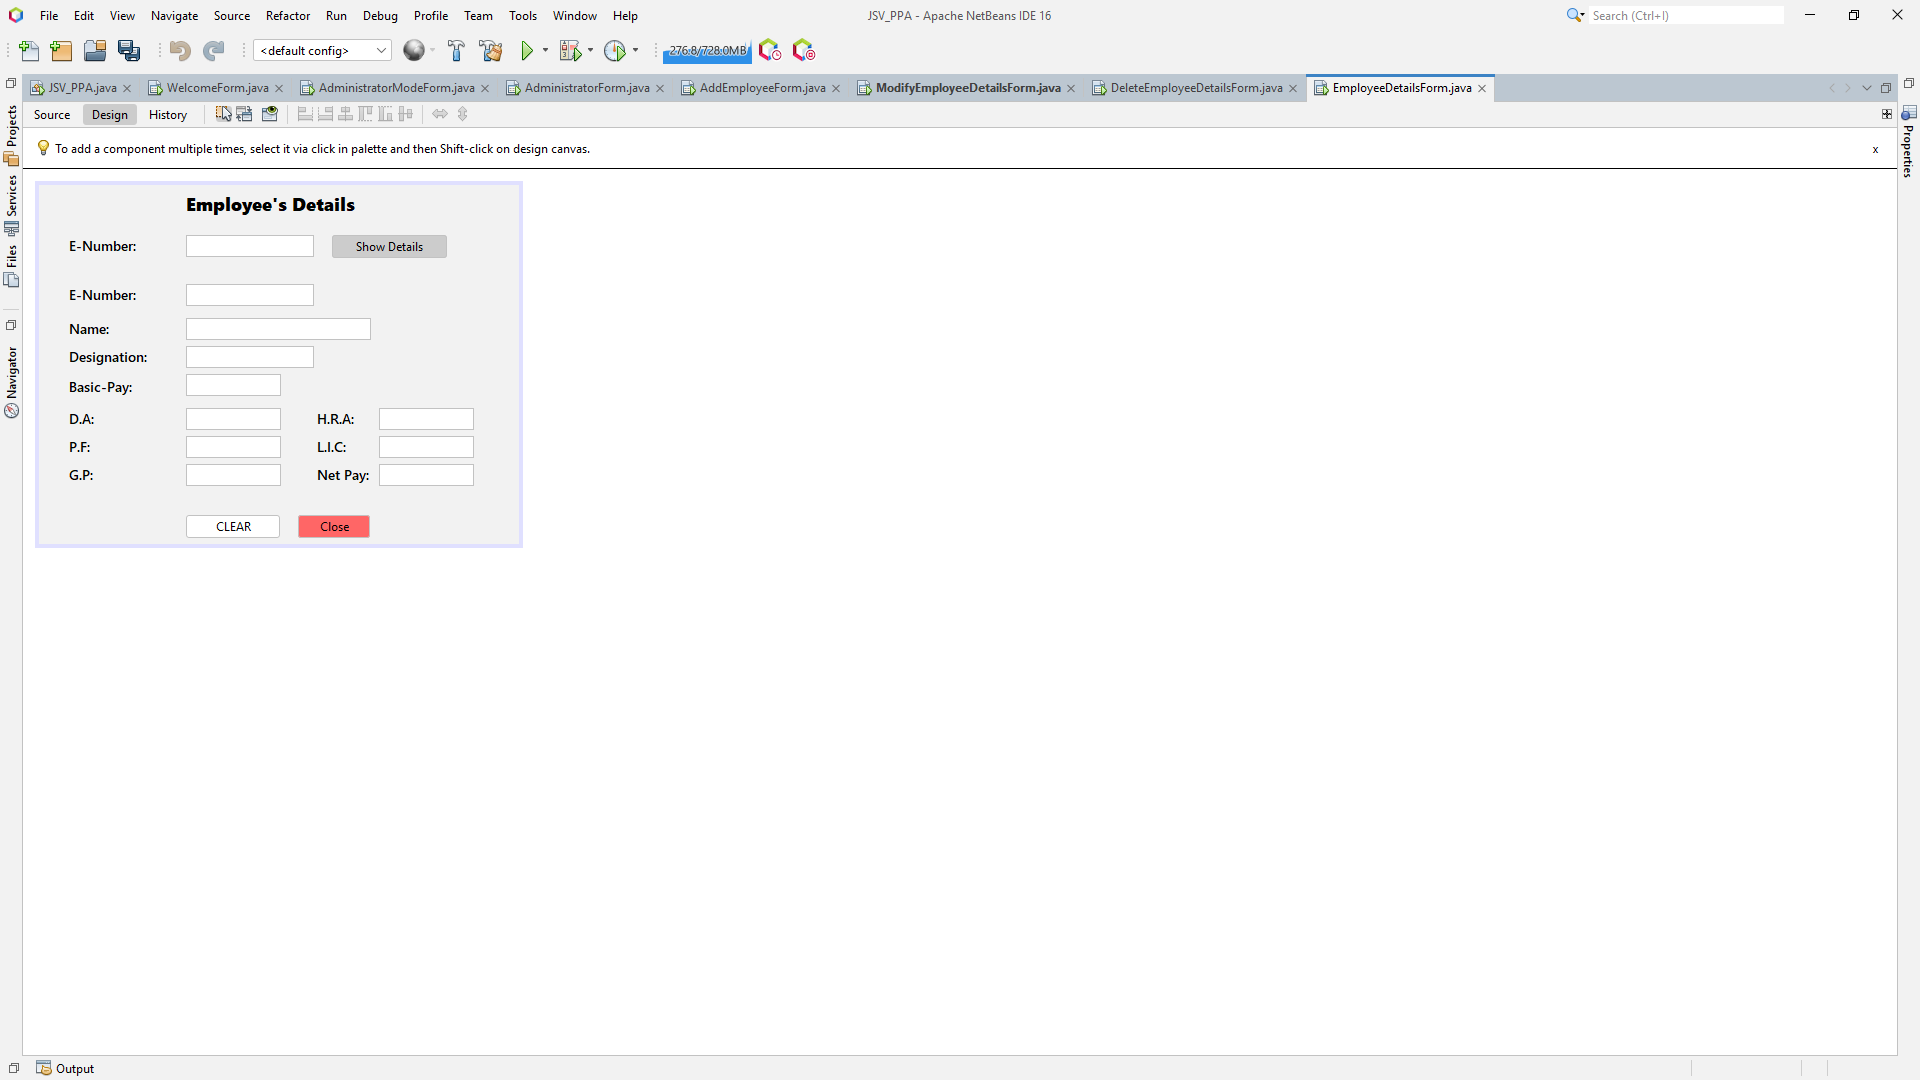 File Edit View Navigate Source Refactor Run Debug Profile Team Tools Window Help
JSV_PPA - Apache NetBeans IDE 16
Search (Ctrl+I)
<default config>
276.8/728.0MB
JSV_PPA.java WelcomeForm.java AdministratorModeForm.java AdministratorForm.java AddEmployeeForm.java ModifyEmployeeDetailsForm.java DeleteEmployeeDetailsForm.java EmployeeDetailsForm.java
Source Design History
To add a component multiple times, select it via click in palette and then Shift-click on design canvas.
x
Projects
Services
Files
Navigator
Properties
Employee's Details
E-Number: Show Details
E-Number:
Name:
Designation:
Basic-Pay:
D.A: H.R.A:
P.F: L.I.C:
G.P: Net Pay:
CLEAR Close
Output